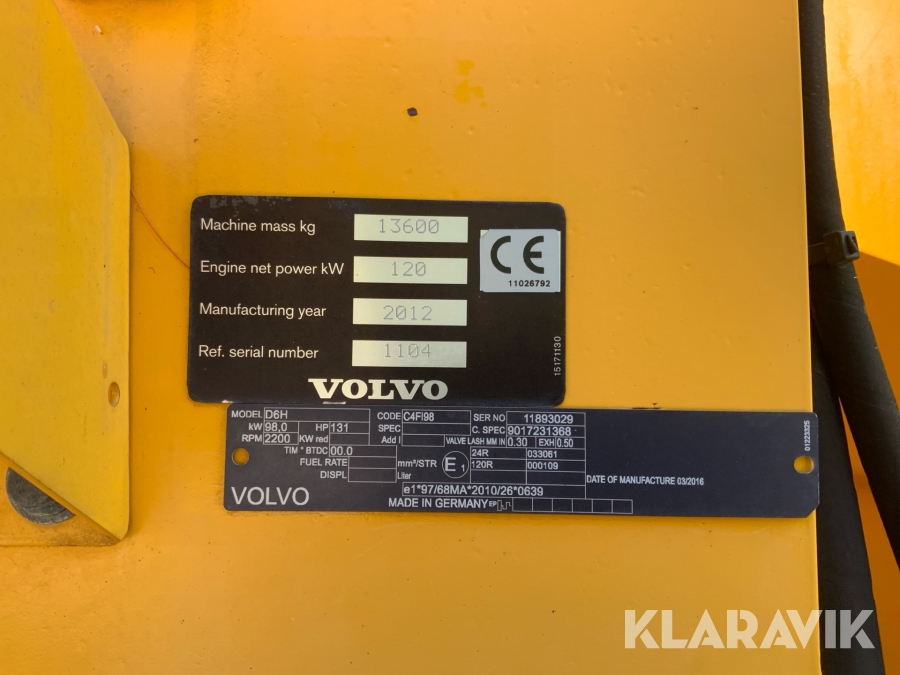 Machine mass kg 13600
Engine net power kW 120
Manufacturing year 2012
Ref. serial number 1104
CE
11026792
VOLVO
15171130
MODEL D6H CODE C4FI98 SER NO 11893029
kW 98,0 HP 131 SPEC C. SPEC 9017231368
RPM 2200 KW red Add I VALVE LASH MM IN 0,30 EXH 0,50
TIM ° BTDC 00.0 24R 033061
FUEL RATE mm³/STR E1 120R 000109
DISPL Liter
DATE OF MANUFACTURE 03/2016
VOLVO e1*97/68MA*2010/26*0639
MADE IN GERMANY EP
01223325
KLARAVIK